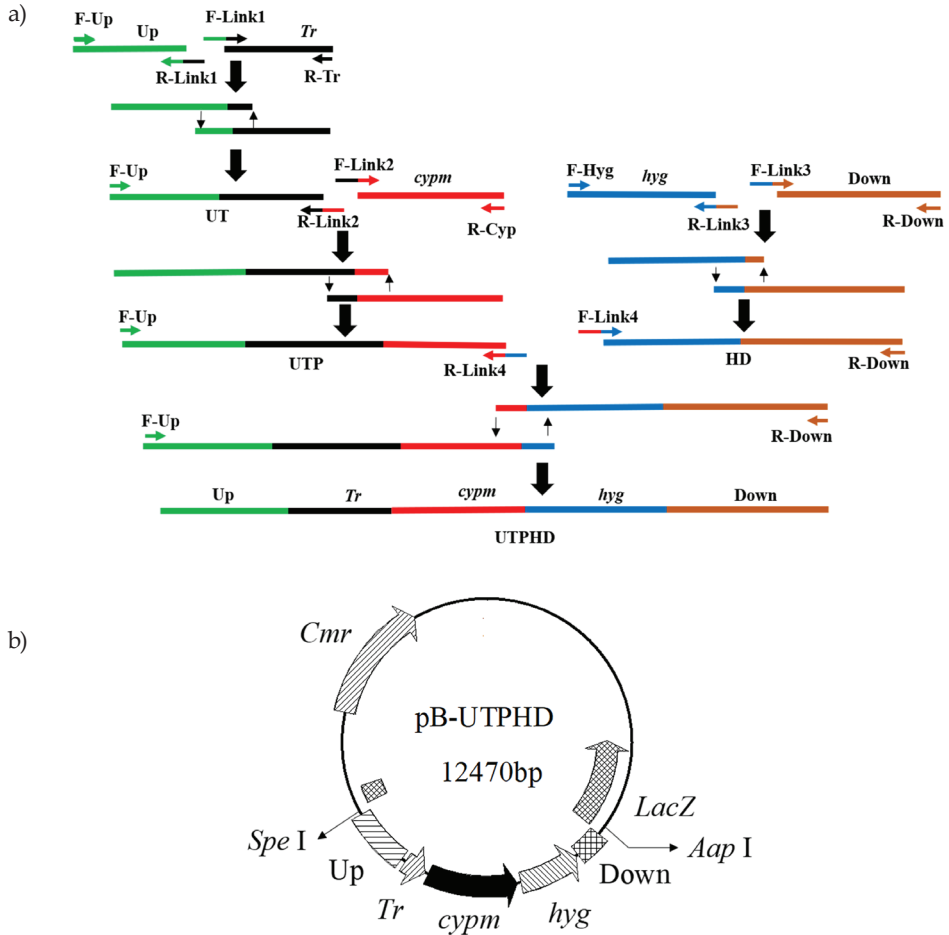 a)
F-Up
Up
F-Link1
Tr
R-Link1
R-Tr
F-Up
F-Link2
cypm
UT
R-Link2
R-Cyp
F-Hyg
hyg
F-Link3
Down
R-Link3
R-Down
F-Up
UTP
R-Link4
F-Link4
HD
R-Down
F-Up
R-Down
Up
Tr
cypm
hyg
Down
UTPHD
b)
Cmr
pB-UTPHD
12470bp
LacZ
Spe I
Aap I
Up
Down
Tr
cypm
hyg